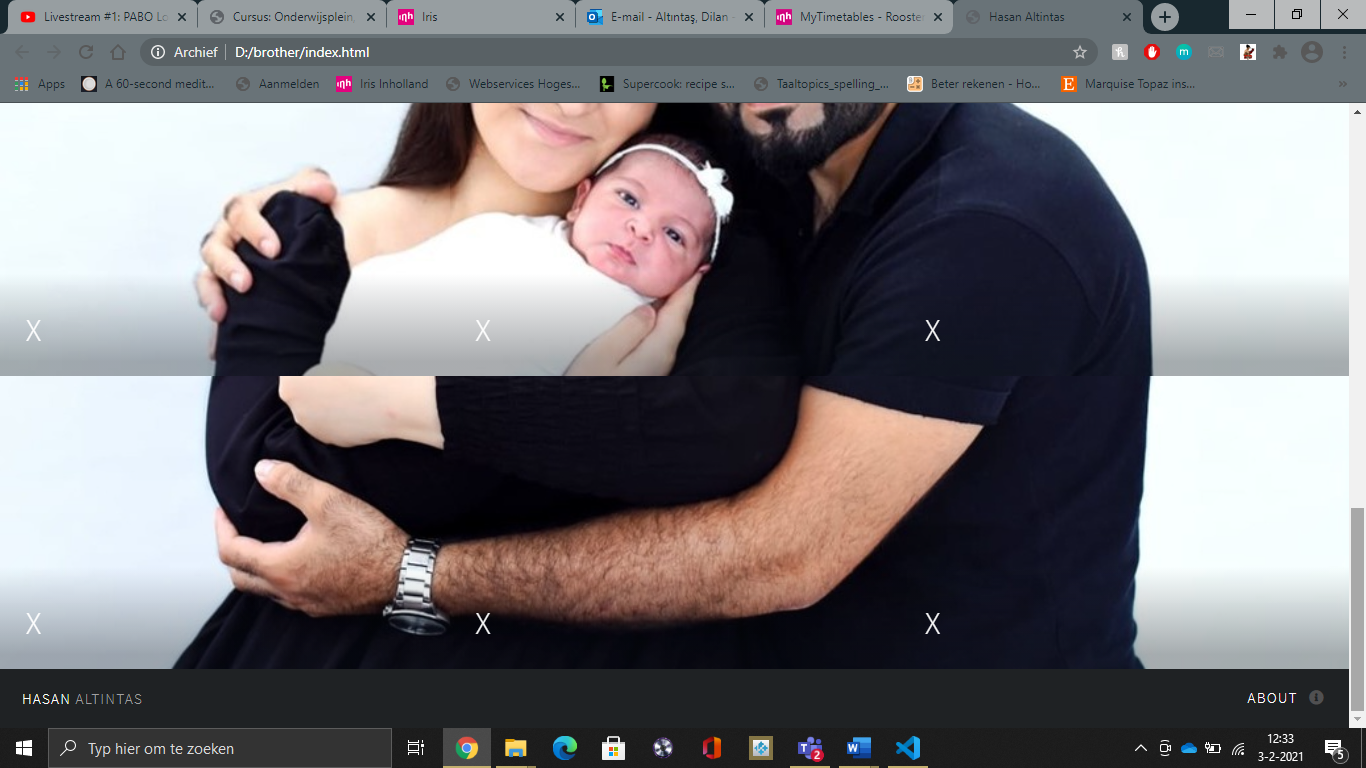 Livestream #1: PABO Lo
Cursus: Onderwijsplein,
Iris
E-mail - Altıntaş, Dilan -
MyTimetables - Rooste
Hasan Altintas
Archief | D:/brother/index.html
Apps
A 60-second medit...
Aanmelden
Iris Inholland
Webservices Hoges...
Supercook: recipe s...
Taaltopics_spelling_...
Beter rekenen - Ho...
Marquise Topaz ins...
»
X X X
X X X
HASAN ALTINTAS
ABOUT
Typ hier om te zoeken
2
12:33
3-2-2021
5